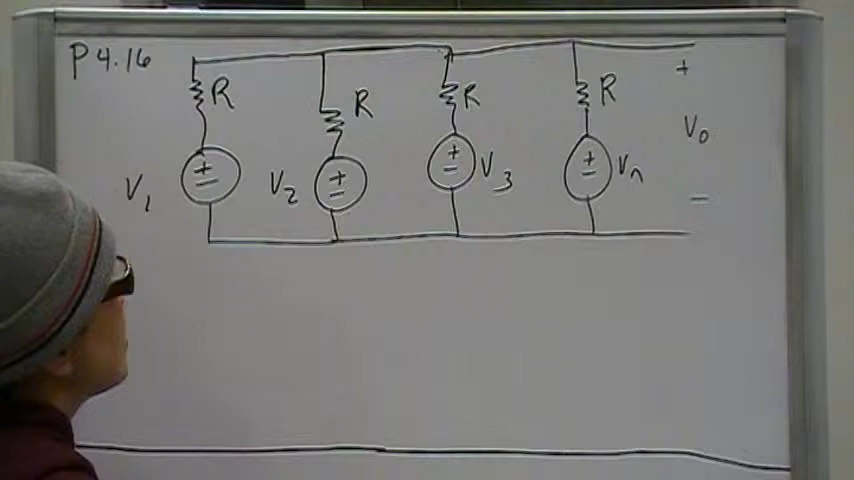 P4.16
R
R
R
R
+
V1
+
V2
+
V3
+
Vn
V0
-